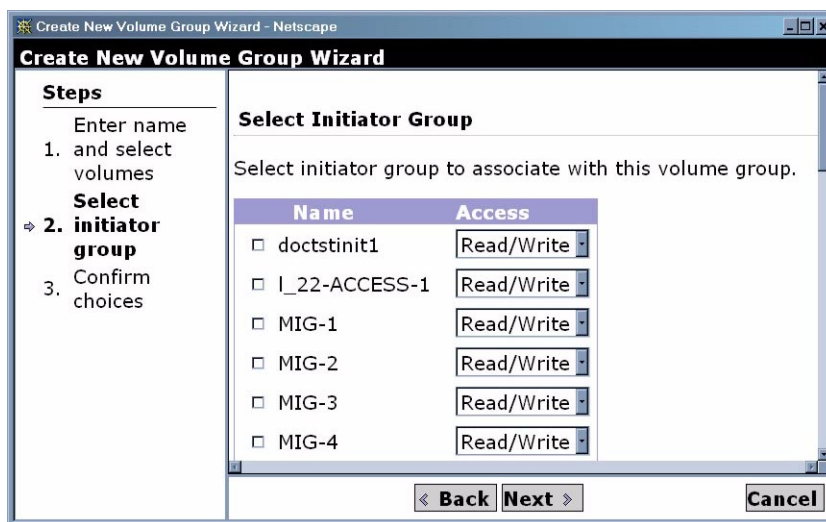 Create New Volume Group Wizard - Netscape
Create New Volume Group Wizard
Steps
1. Enter name
and select
volumes
2. Select
initiator
group
3. Confirm
choices
Select Initiator Group
Select initiator group to associate with this volume group.
Name Access
doctstinit1 Read/Write
l_22-ACCESS-1 Read/Write
MIG-1 Read/Write
MIG-2 Read/Write
MIG-3 Read/Write
MIG-4 Read/Write
« Back Next » Cancel